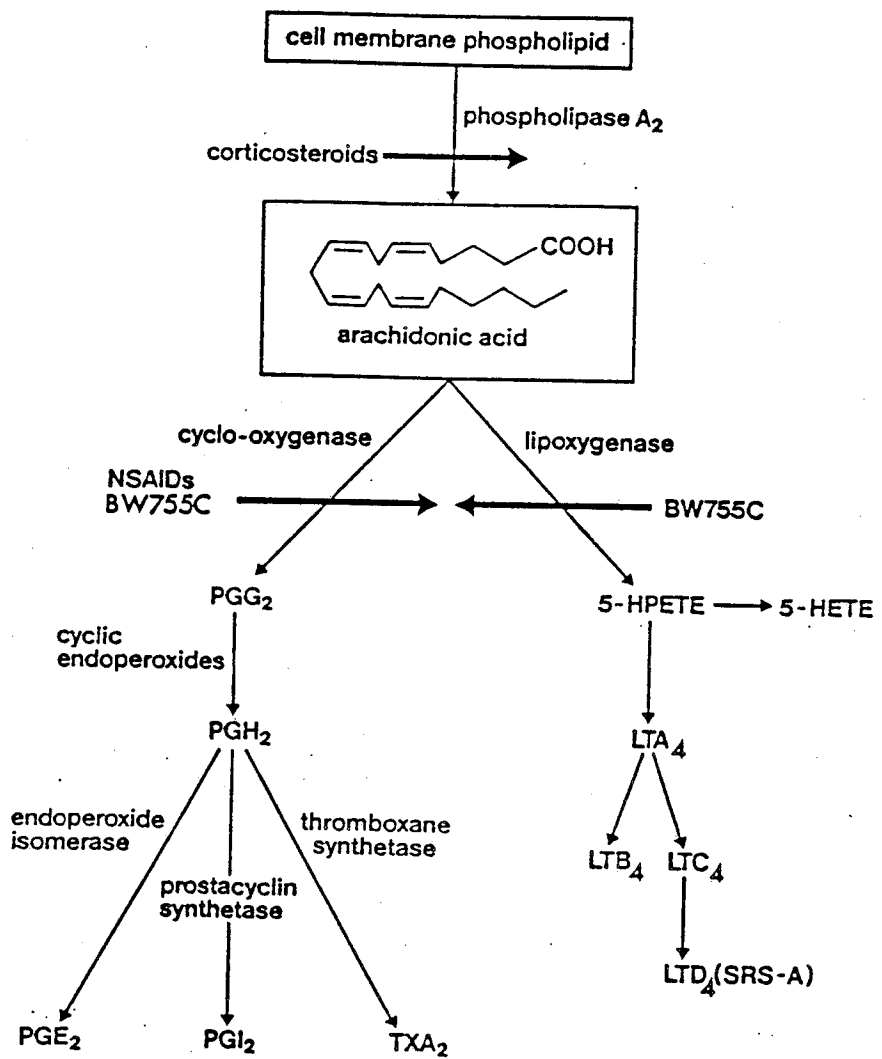 cell membrane phospholipid
phospholipase A₂
corticosteroids
COOH
arachidonic acid
cyclo-oxygenase
lipoxygenase
NSAIDs
BW755C
BW755C
PGG₂
5-HPETE
5-HETE
cyclic
endoperoxides
PGH₂
LTA₄
endoperoxide
isomerase
thromboxane
synthetase
prostacyclin
synthetase
LTB₄
LTC₄
LTD₄(SRS-A)
PGE₂
PGI₂
TXA₂